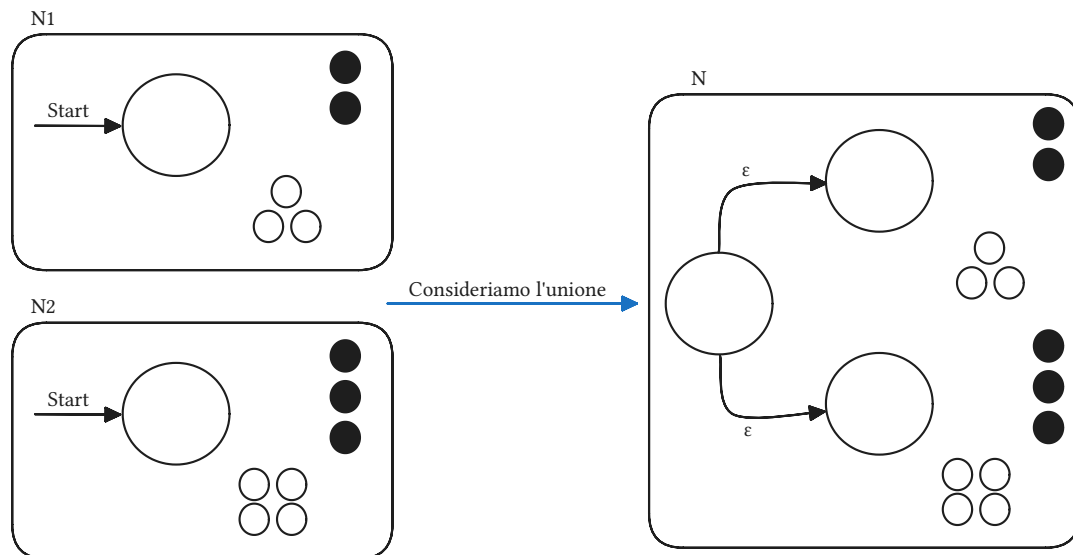 N1
Start
N2
Start
Consideriamo l'unione
N
ε
ε